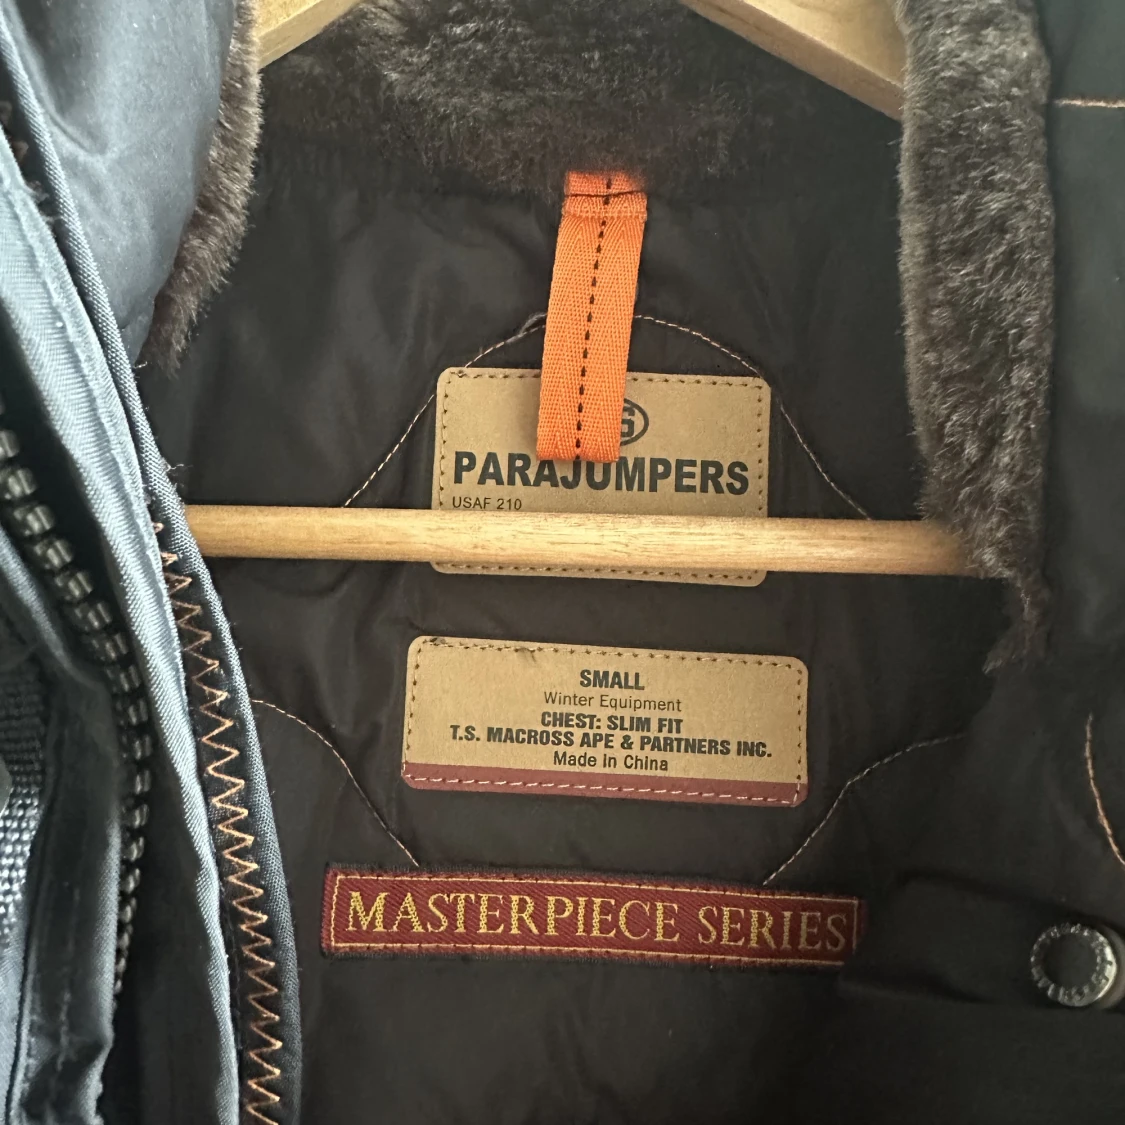 PARAJUMPERS
USAF 210
SMALL
Winter Equipment
CHEST: SLIM FIT
T.S. MACROSS APE & PARTNERS INC.
Made in China
MASTERPIECE SERIES